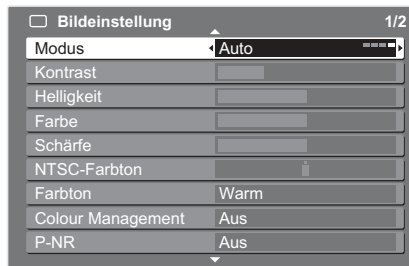 Bildeinstellung 1/2
Modus Auto
Kontrast
Helligkeit
Farbe
Schärfe
NTSC-Farbton
Farbton Warm
Colour Management Aus
P-NR Aus